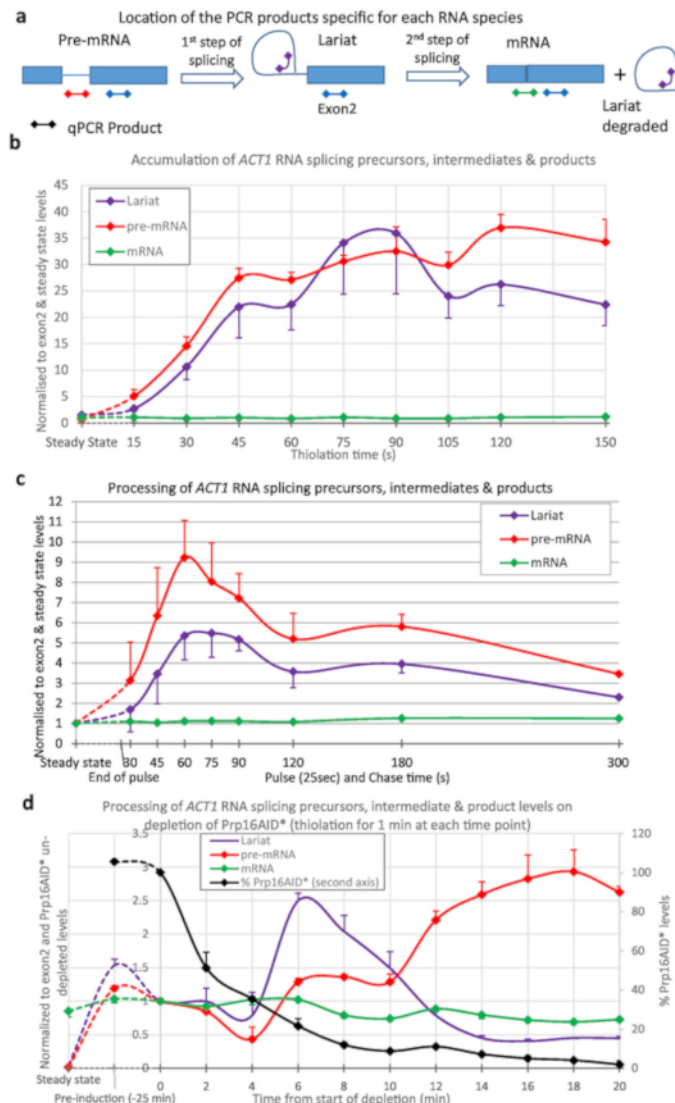 a
Location of the PCR products specific for each RNA species
Pre-mRNA
1st step of
splicing
Lariat
2nd step of
splicing
mRNA
+
Exon2
Lariat
degraded
qPCR Product
b
Accumulation of ACT1 RNA splicing precursors, intermediates & products
Normalised to exon2 & steady state levels
45
40
35
30
25
20
15
10
5
0
Lariat
pre-mRNA
mRNA
Steady State
15
30
45
60
75
90
105
120
150
Thiolation time (s)
c
Processing of ACT1 RNA splicing precursors, intermediates & products
Normalised to exon2 & steady state levels
12
11
10
9
8
7
6
5
4
3
2
1
0
Lariat
pre-mRNA
mRNA
Steady state
30
45
60
75
90
120
180
300
End of pulse
Pulse (25sec) and Chase time (s)
d
Processing of ACT1 RNA splicing precursors, intermediate & product levels on
depletion of Prp16AID* (thiolation for 1 min at each time point)
Normalized to exon2 and Prp16AID* un-
depleted levels
3.5
3
2.5
2
1.5
1
0.5
0
Lariat
pre-mRNA
mRNA
% Prp16AID* (second axis)
120
100
80
60
40
20
0
% Prp16AID* levels
Steady state
0
2
4
6
8
10
12
14
16
18
20
Pre-induction (-25 min)
Time from start of depletion (min)